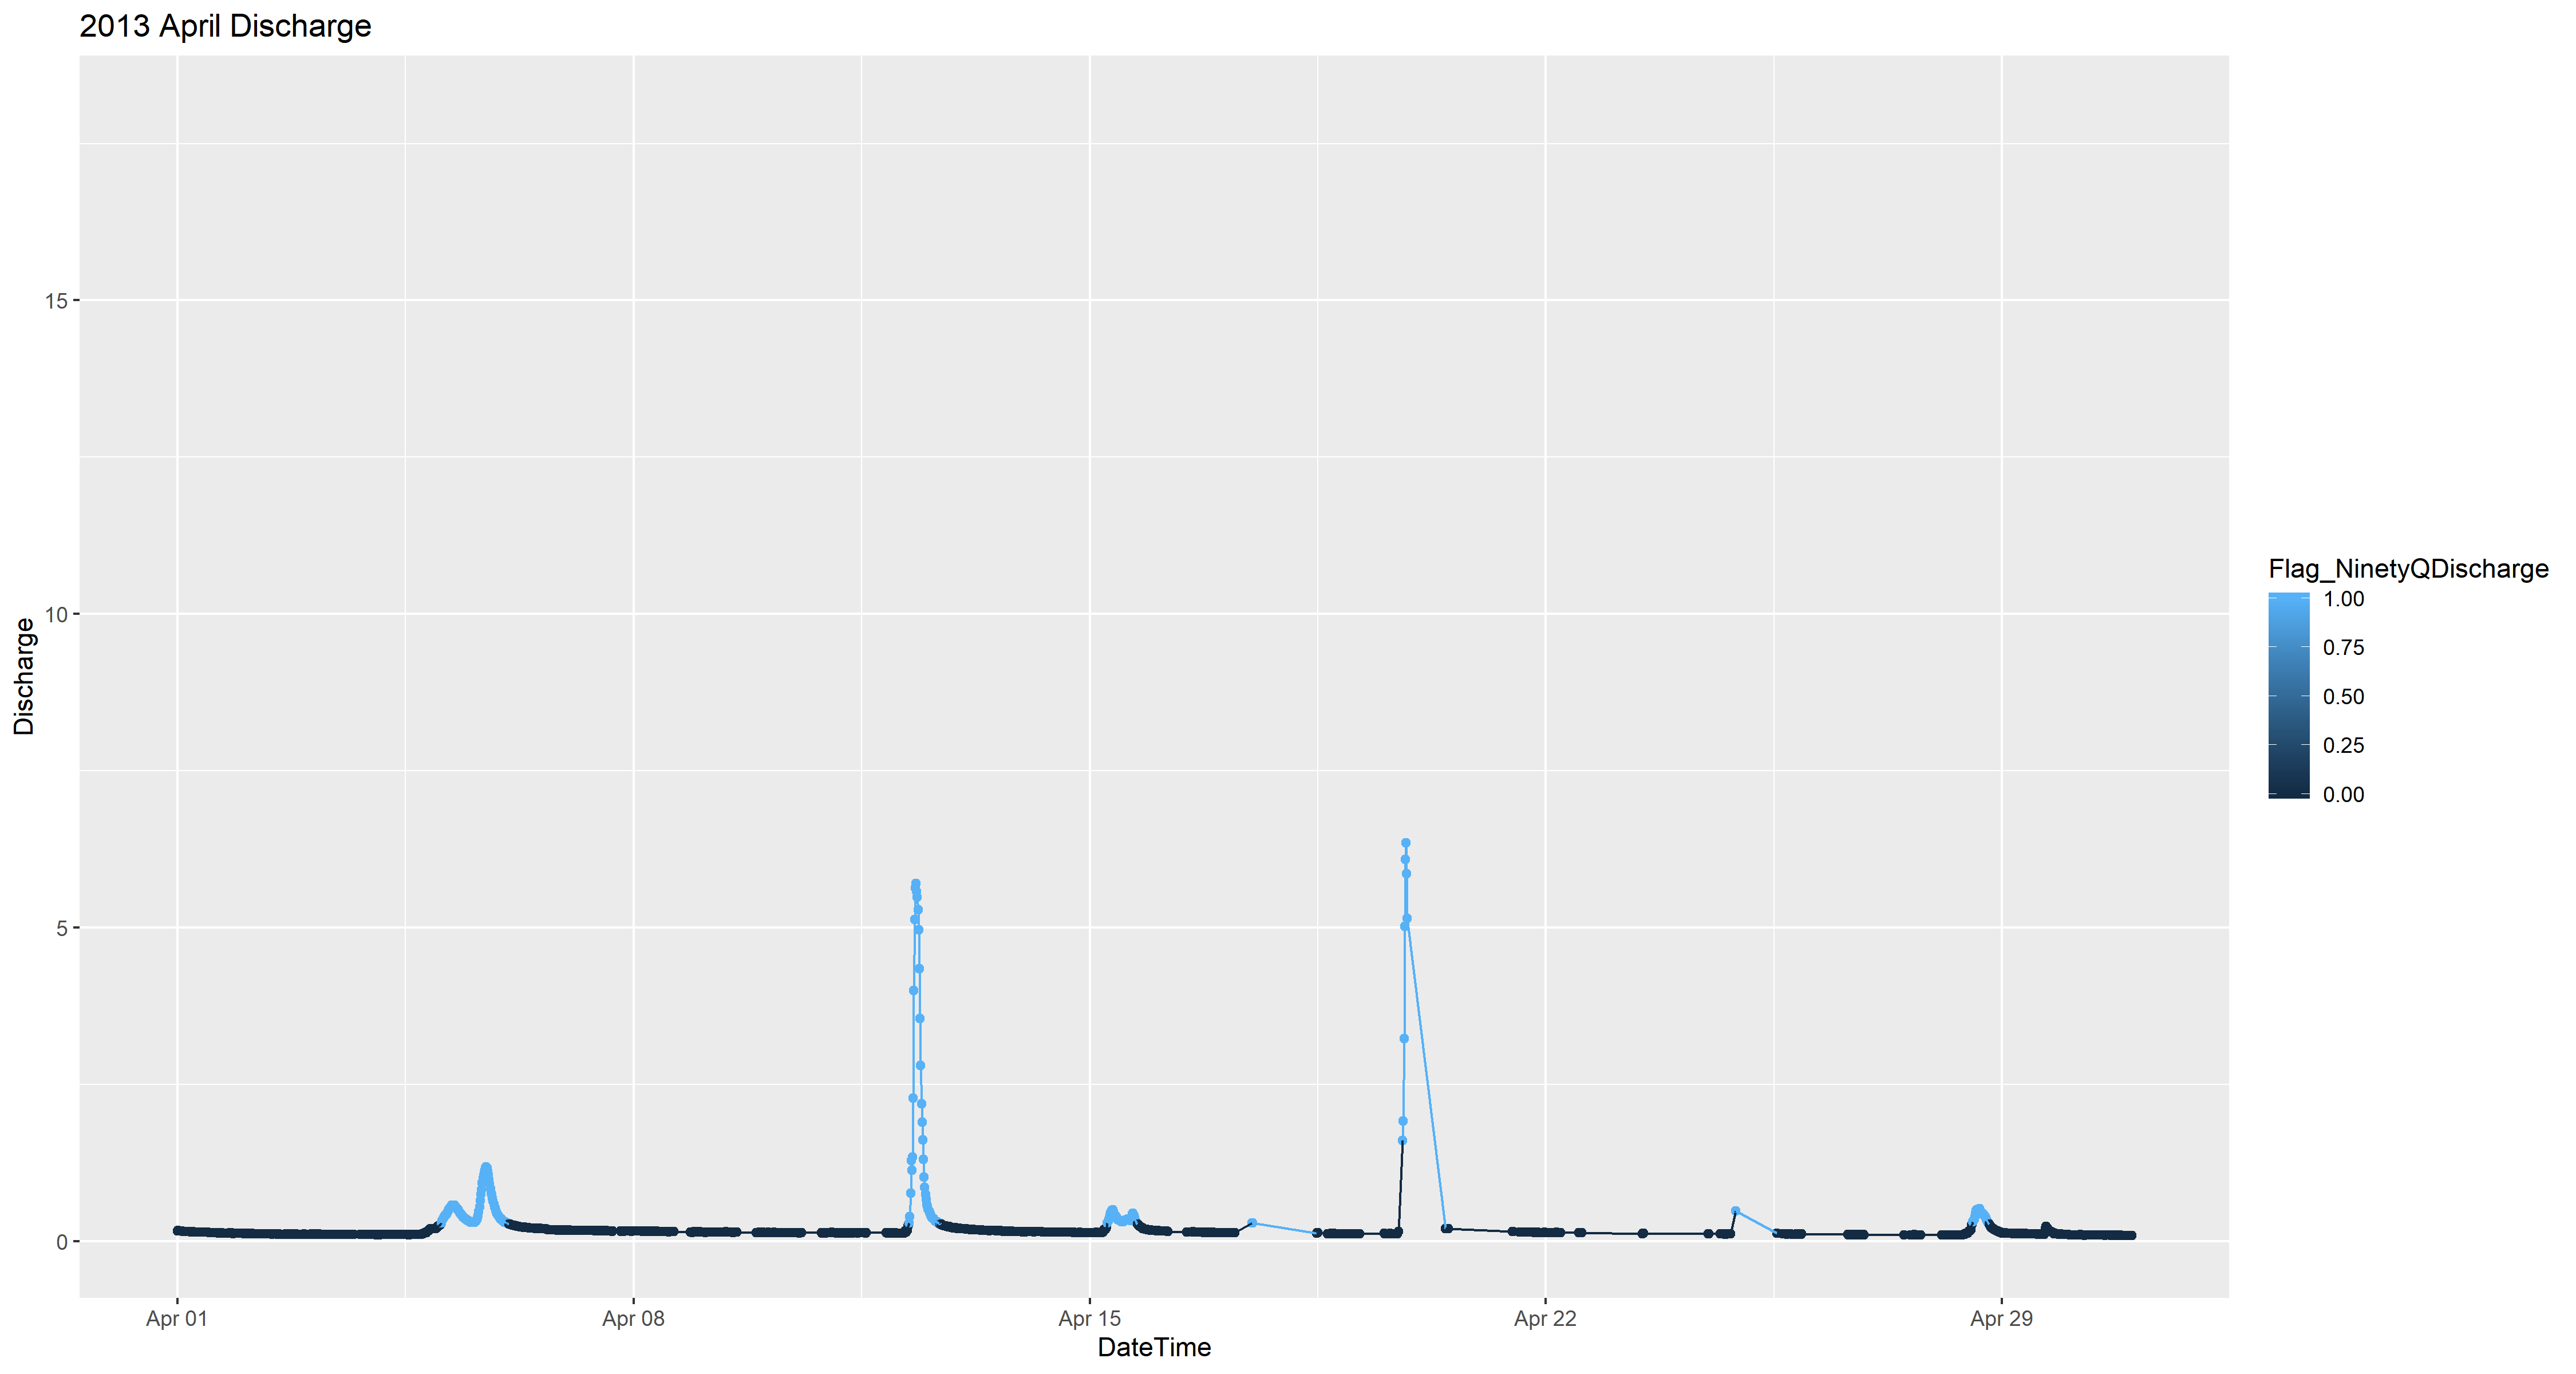 2013 April Discharge
Discharge
15
10
5
0
Apr 01
Apr 08
Apr 15
Apr 22
Apr 29
DateTime
Flag_NinetyQDischarge
1.00
0.75
0.50
0.25
0.00